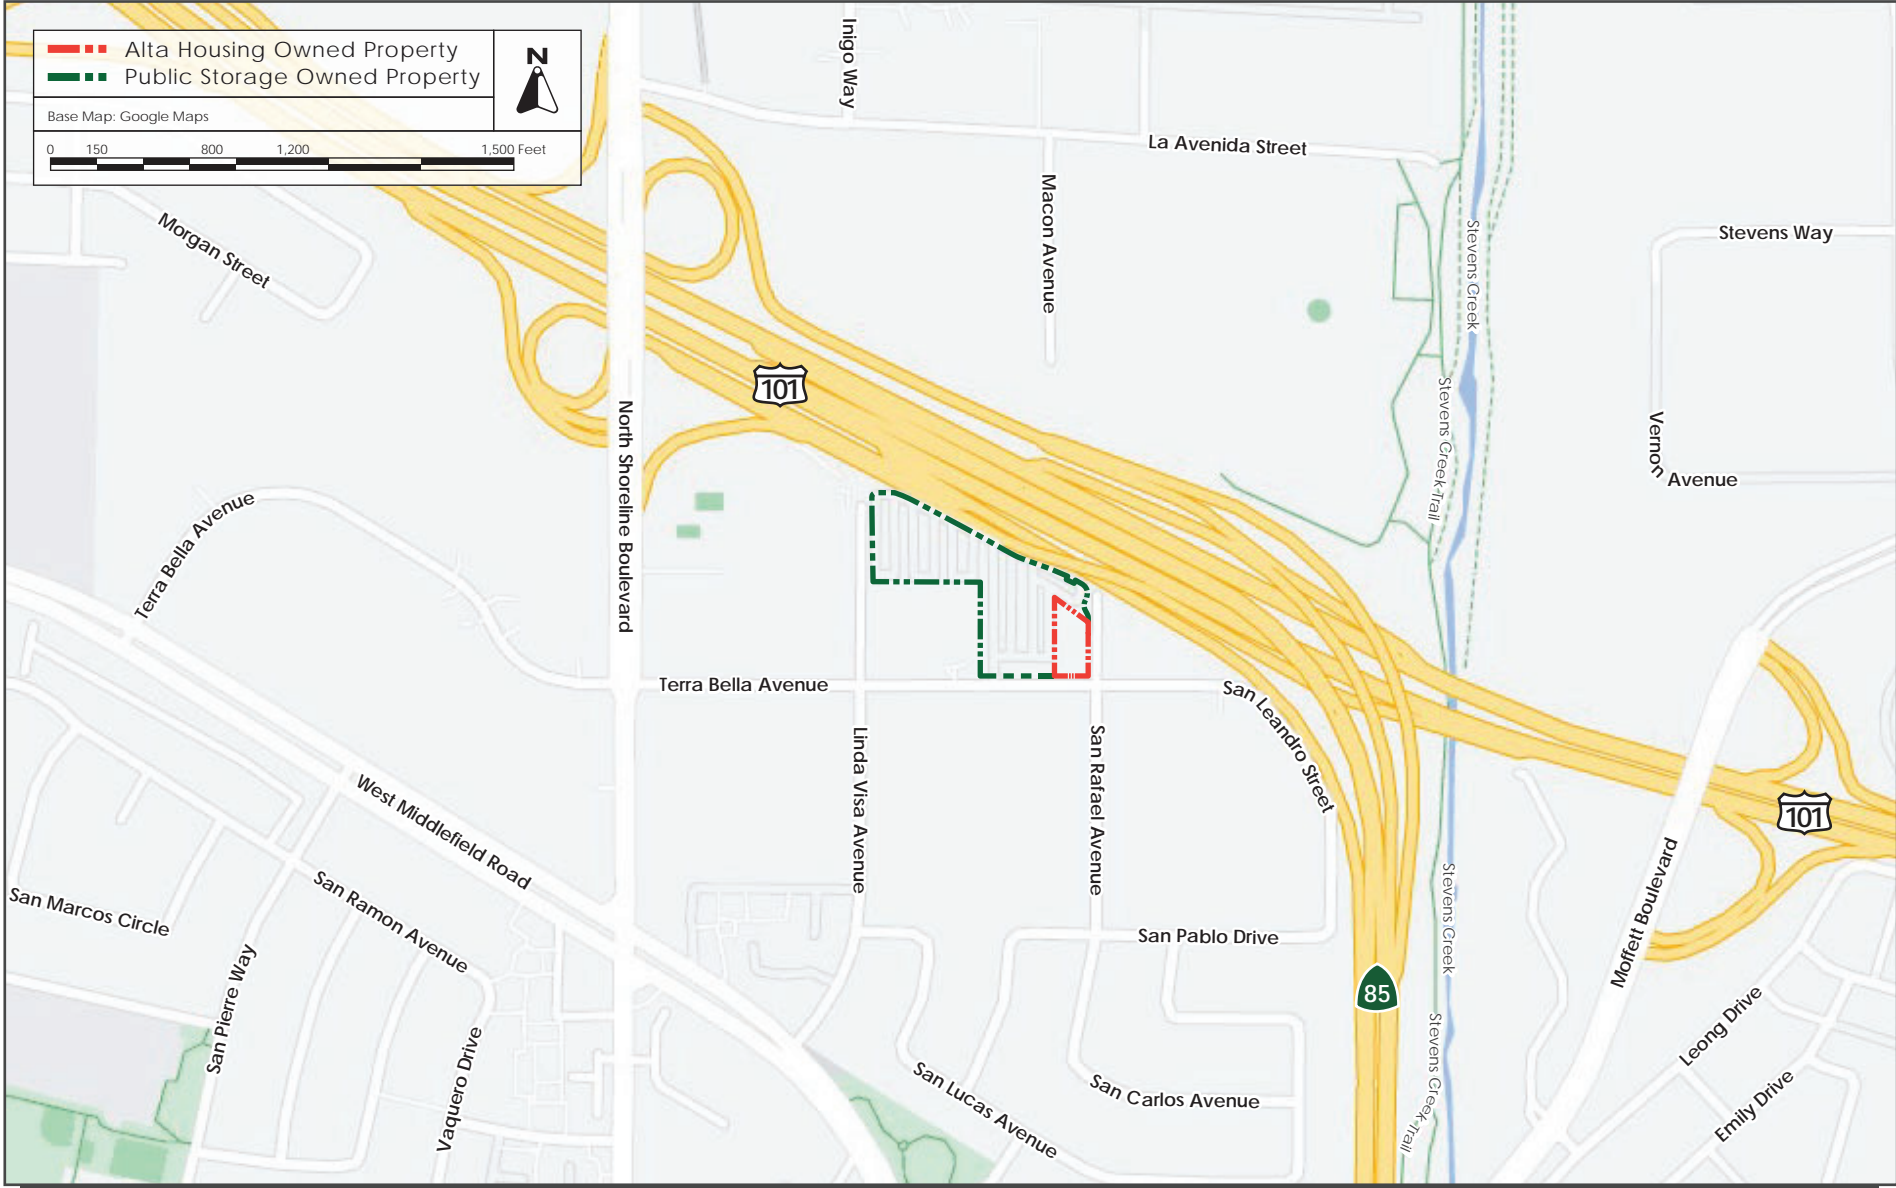 Alta Housing Owned Property
Public Storage Owned Property
N
Base Map: Google Maps
0 150 800 1,200 1,500 Feet
Inigo Way
La Avenida Street
Macon Avenue
Morgan Street
Stevens Creek
Stevens Way
101
North Shoreline Boulevard
Stevens Creek Trail
Vernon
Avenue
Terra Bella Avenue
Terra Bella Avenue
San Leandro Street
Linda Visa Avenue
San Rafael Avenue
West Middlefield Road
101
Moffett Boulevard
San Marcos Circle
San Ramon Avenue
San Pierre Way
San Pablo Drive
Stevens Creek
85
Vaquero Drive
San Lucas Avenue
San Carlos Avenue
Stevens Creek Trail
Leong Drive
Emily Drive